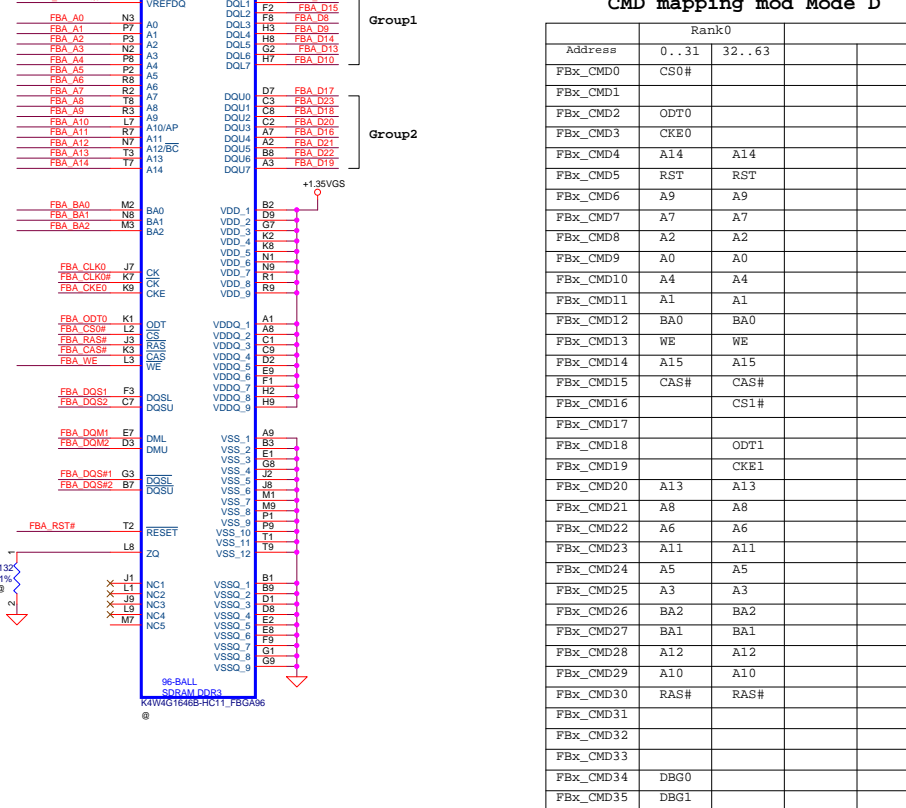 CMD mapping mod Mode D
VREFDQ
DQL1
DQL2 F2 FBA_D15
DQL3 F8 FBA_D8
DQL4 H3 FBA_D9
DQL5 H8 FBA_D14
DQL6 G2 FBA_D13
DQL7 H7 FBA_D10
Group1
FBA_A0 N3 A0
FBA_A1 P7 A1
FBA_A2 P3 A2
FBA_A3 N2 A3
FBA_A4 P8 A4
FBA_A5 P2 A5
FBA_A6 R8 A6
FBA_A7 R2 A7
FBA_A8 T8 A8
FBA_A9 R3 A9
FBA_A10 L7 A10/AP
FBA_A11 R7 A11
FBA_A12 N7 A12/BC
FBA_A13 T3 A13
FBA_A14 T7 A14
DQU0 D7 FBA_D17
DQU1 C3 FBA_D23
DQU2 C8 FBA_D18
DQU3 C2 FBA_D20
DQU4 A7 FBA_D16
DQU5 A2 FBA_D21
DQU6 B8 FBA_D22
DQU7 A3 FBA_D19
Group2
+1.35VGS
FBA_BA0 M2 BA0
FBA_BA1 N8 BA1
FBA_BA2 M3 BA2
VDD_1 B2
VDD_2 D9
VDD_3 G7
VDD_4 K2
VDD_5 K8
VDD_6 N1
VDD_7 N9
VDD_8 R1
VDD_9 R9
FBA_CLK0 J7 CK
FBA_CLK0# K7 CK
FBA_CKE0 K9 CKE
FBA_ODT0 K1 ODT
FBA_CS0# L2 CS
FBA_RAS# J3 RAS
FBA_CAS# K3 CAS
FBA_WE L3 WE
VDDQ_1 A1
VDDQ_2 A8
VDDQ_3 C1
VDDQ_4 C9
VDDQ_5 D2
VDDQ_6 E9
VDDQ_7 F1
VDDQ_8 H2
VDDQ_9 H9
FBA_DQS1 F3 DQSL
FBA_DQS2 C7 DQSU
FBA_DQM1 E7 DML
FBA_DQM2 D3 DMU
FBA_DQS#1 G3 DQSL
FBA_DQS#2 B7 DQSU
VSS_1 A9
VSS_2 B3
VSS_3 E1
VSS_4 G8
VSS_5 J2
VSS_6 J8
VSS_7 M1
VSS_8 M9
VSS_9 P1
VSS_10 P9
VSS_11 T1
VSS_12 T9
FBA_RST# T2 RESET
L8 ZQ
1
132
1%
@
2
J1 NC1
L1 NC2
J9 NC3
L9 NC4
M7 NC5
VSSQ_1 B1
VSSQ_2 B9
VSSQ_3 D1
VSSQ_4 D8
VSSQ_5 E2
VSSQ_6 E8
VSSQ_7 F9
VSSQ_8 G1
VSSQ_9 G9
96-BALL
SDRAM DDR3
K4W4G1646B-HC11_FBGA96
@
Rank0
Address 0..31 32..63
FBx_CMD0 CS0#
FBx_CMD1
FBx_CMD2 ODT0
FBx_CMD3 CKE0
FBx_CMD4 A14 A14
FBx_CMD5 RST RST
FBx_CMD6 A9 A9
FBx_CMD7 A7 A7
FBx_CMD8 A2 A2
FBx_CMD9 A0 A0
FBx_CMD10 A4 A4
FBx_CMD11 A1 A1
FBx_CMD12 BA0 BA0
FBx_CMD13 WE WE
FBx_CMD14 A15 A15
FBx_CMD15 CAS# CAS#
FBx_CMD16 CS1#
FBx_CMD17
FBx_CMD18 ODT1
FBx_CMD19 CKE1
FBx_CMD20 A13 A13
FBx_CMD21 A8 A8
FBx_CMD22 A6 A6
FBx_CMD23 A11 A11
FBx_CMD24 A5 A5
FBx_CMD25 A3 A3
FBx_CMD26 BA2 BA2
FBx_CMD27 BA1 BA1
FBx_CMD28 A12 A12
FBx_CMD29 A10 A10
FBx_CMD30 RAS# RAS#
FBx_CMD31
FBx_CMD32
FBx_CMD33
FBx_CMD34 DBG0
FBx_CMD35 DBG1